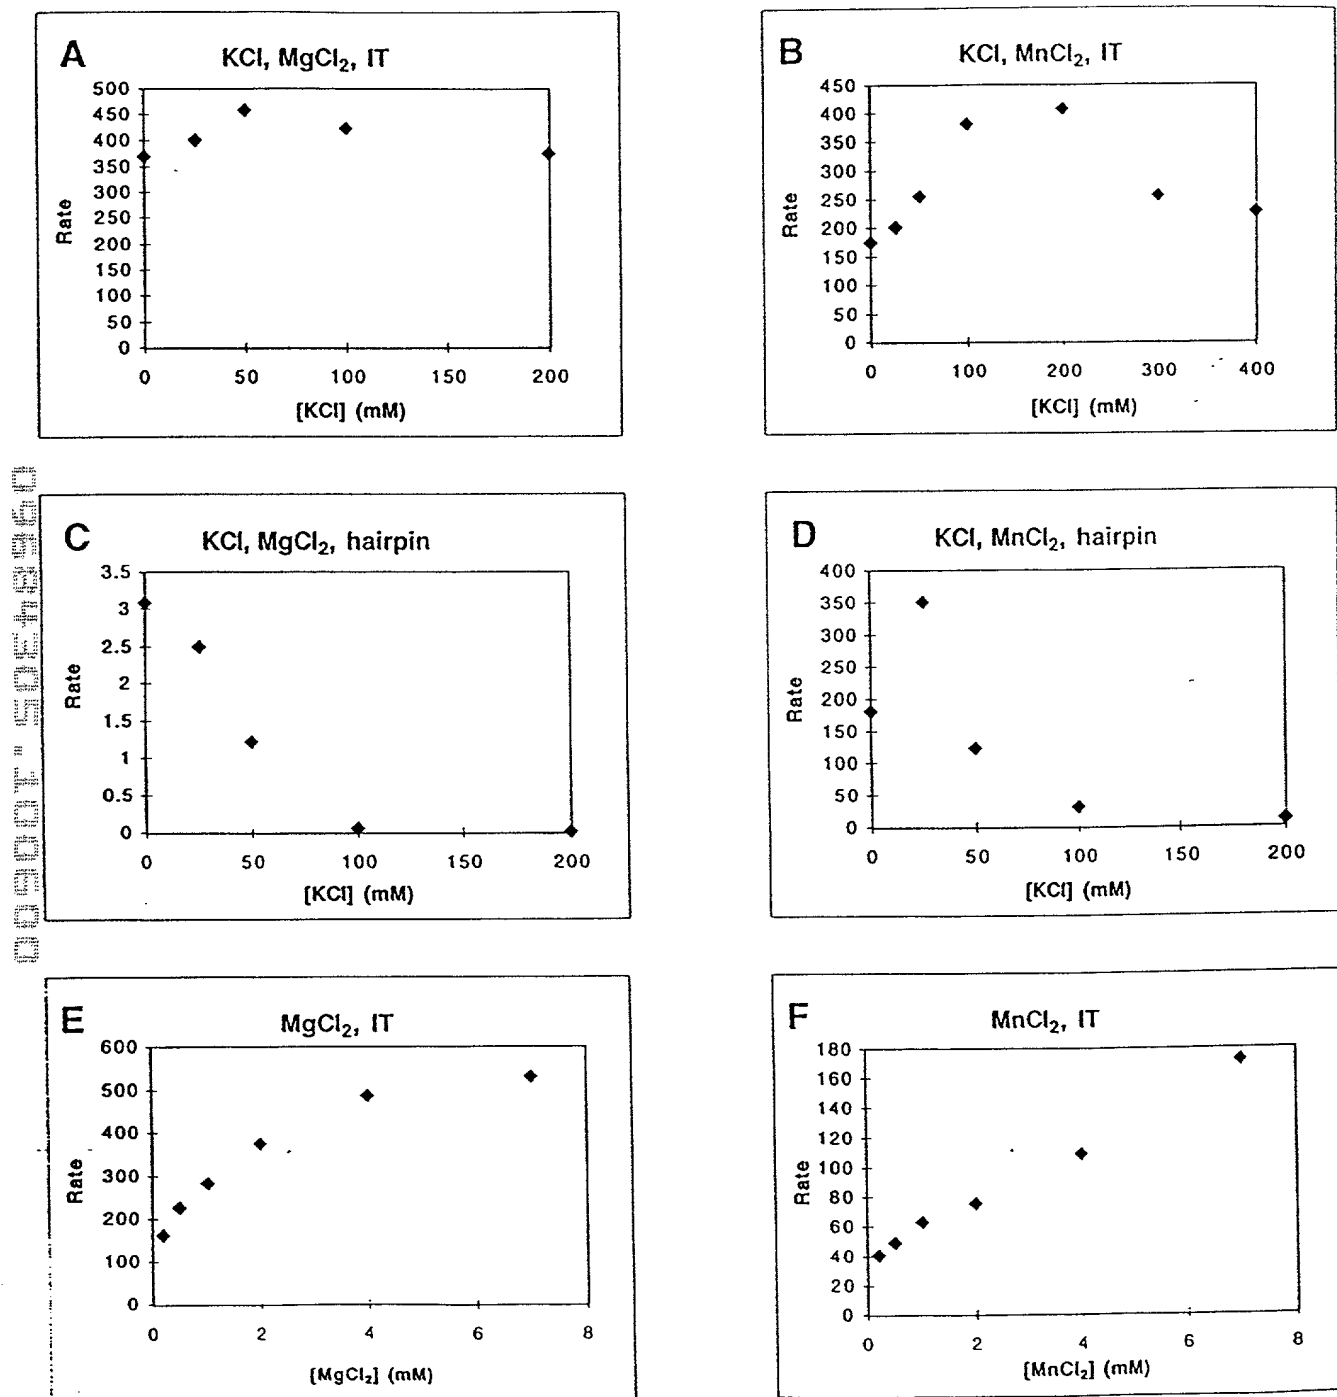 A
KCl, MgCl₂, IT
500
450
400
350
300
250
200
150
100
50
0
Rate
0 50 100 150 200
[KCl] (mM)
B
KCl, MnCl₂, IT
450
400
350
300
250
200
150
100
50
0
Rate
0 100 200 300 400
[KCl] (mM)
C
KCl, MgCl₂, hairpin
3.5
3
2.5
2
1.5
1
0.5
0
Rate
0 50 100 150 200
[KCl] (mM)
D
KCl, MnCl₂, hairpin
400
350
300
250
200
150
100
50
0
Rate
0 50 100 150 200
[KCl] (mM)
E
MgCl₂, IT
600
500
400
300
200
100
0
Rate
0 2 4 6 8
[MgCl₂] (mM)
F
MnCl₂, IT
180
160
140
120
100
80
60
40
20
0
Rate
0 2 4 6 8
[MnCl₂] (mM)